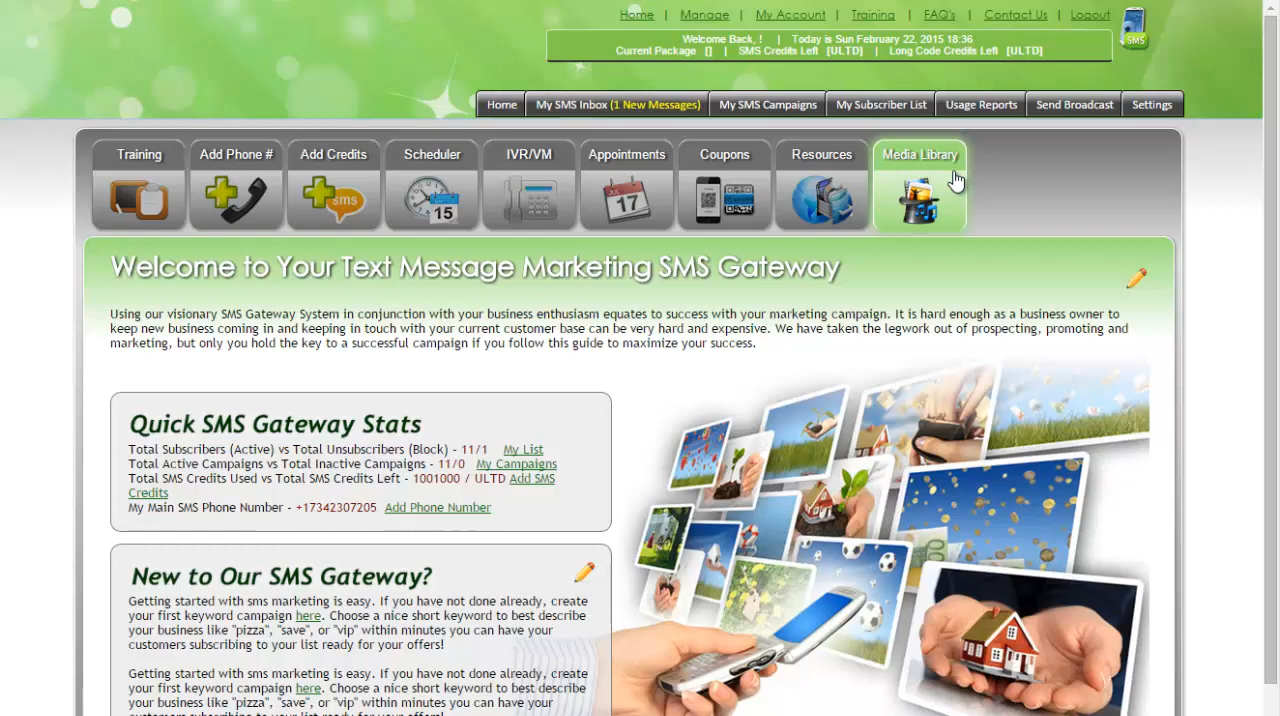 Home | Manage | My Account | Training | FAQ's | Contact Us | Logout
SMS
Welcome Back, ! | Today is Sun February 22, 2015 18:36
Current Package [] | SMS Credits Left [ULTD] | Long Code Credits Left [ULTD]
Home My SMS Inbox (1 New Messages) My SMS Campaigns My Subscriber List Usage Reports Send Broadcast Settings
Training Add Phone # Add Credits Scheduler IVR/VM Appointments Coupons Resources Media Library
sms 15 17
Welcome to Your Text Message Marketing SMS Gateway
Using our visionary SMS Gateway System in conjunction with your business enthusiasm equates to success with your marketing campaign. It is hard enough as a business owner to
keep new business coming in and keeping in touch with your current customer base can be very hard and expensive. We have taken the legwork out of prospecting, promoting and
marketing, but only you hold the key to a successful campaign if you follow this guide to maximize your success.
Quick SMS Gateway Stats
Total Subscribers (Active) vs Total Unsubscribers (Block) - 11/1 My List
Total Active Campaigns vs Total Inactive Campaigns - 11/0 My Campaigns
Total SMS Credits Used vs Total SMS Credits Left - 1001000 / ULTD Add SMS
Credits
My Main SMS Phone Number - +17342307205 Add Phone Number
New to Our SMS Gateway?
Getting started with sms marketing is easy. If you have not done already, create
your first keyword campaign here. Choose a nice short keyword to best describe
your business like "pizza", "save", or "vip" within minutes you can have your
customers subscribing to your list ready for your offers!
Getting started with sms marketing is easy. If you have not done already, create
your first keyword campaign here. Choose a nice short keyword to best describe
your business like "pizza", "save", or "vip" within minutes you can have your
customers subscribing to your list ready for your offers!